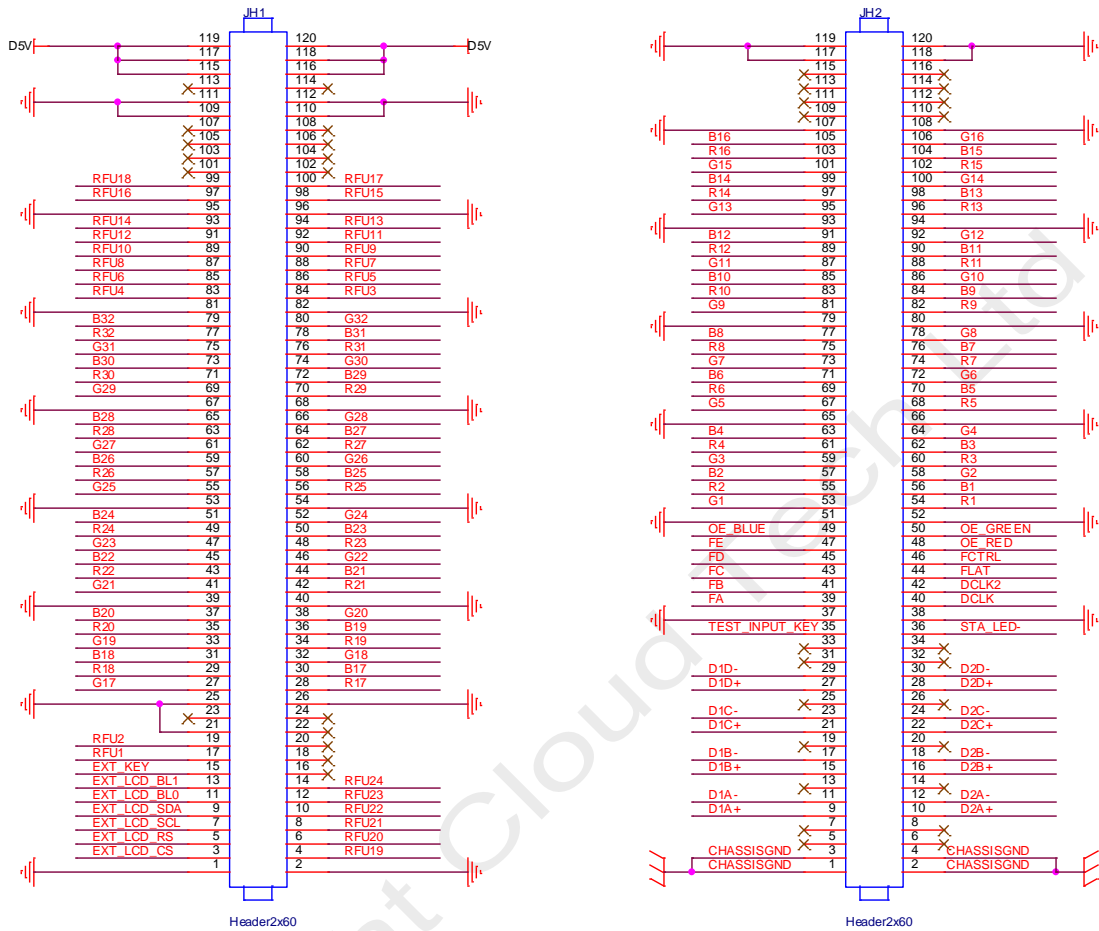 JH1
D5V 119 120 D5V
117 118
115 116
113 114
111 112
109 110
107 108
105 106
103 104
101 102
RFU18 99 100 RFU17
RFU16 97 98 RFU15
95 96
RFU14 93 94 RFU13
RFU12 91 92 RFU11
RFU10 89 90 RFU9
RFU8 87 88 RFU7
RFU6 85 86 RFU5
RFU4 83 84 RFU3
81 82
B32 79 80 G32
R32 77 78 B31
G31 75 76 R31
B30 73 74 G30
R30 71 72 B29
G29 69 70 R29
67 68
B28 65 66 G28
R28 63 64 B27
G27 61 62 R27
B26 59 60 G26
R26 57 58 B25
G25 55 56 R25
53 54
B24 51 52 G24
R24 49 50 B23
G23 47 48 R23
B22 45 46 G22
R22 43 44 B21
G21 41 42 R21
39 40
B20 37 38 G20
R20 35 36 B19
G19 33 34 R19
B18 31 32 G18
R18 29 30 B17
G17 27 28 R17
25 26
23 24
21 22
RFU2 19 20
RFU1 17 18
EXT_KEY 15 16
EXT_LCD_BL1 13 14 RFU24
EXT_LCD_BL0 11 12 RFU23
EXT_LCD_SDA 9 10 RFU22
EXT_LCD_SCL 7 8 RFU21
EXT_LCD_RS 5 6 RFU20
EXT_LCD_CS 3 4 RFU19
1 2
Header2x60
JH2
119 120
117 118
115 116
113 114
111 112
109 110
107 108
B16 105 106 G16
R16 103 104 B15
G15 101 102 R15
B14 99 100 G14
R14 97 98 B13
G13 95 96 R13
93 94
B12 91 92 G12
R12 89 90 B11
G11 87 88 R11
B10 85 86 G10
R10 83 84 B9
G9 81 82 R9
79 80
B8 77 78 G8
R8 75 76 B7
G7 73 74 R7
B6 71 72 G6
R6 69 70 B5
G5 67 68 R5
65 66
B4 63 64 G4
R4 61 62 B3
G3 59 60 R3
B2 57 58 G2
R2 55 56 B1
G1 53 54 R1
51 52
OE_BLUE 49 50 OE_GREEN
FE 47 48 OE_RED
FD 45 46 FCTRL
FC 43 44 FLAT
FB 41 42 DCLK2
FA 39 40 DCLK
37 38
TEST_INPUT_KEY 35 36 STA_LED-
33 34
31 32
D1D- 29 30 D2D-
D1D+ 27 28 D2D+
25 26
D1C- 23 24 D2C-
D1C+ 21 22 D2C+
19 20
D1B- 17 18 D2B-
D1B+ 15 16 D2B+
13 14
D1A- 11 12 D2A-
D1A+ 9 10 D2A+
7 8
5 6
CHASSISGND 3 4 CHASSISGND
CHASSISGND 1 2 CHASSISGND
Header2x60
Cloud Tech Ltd